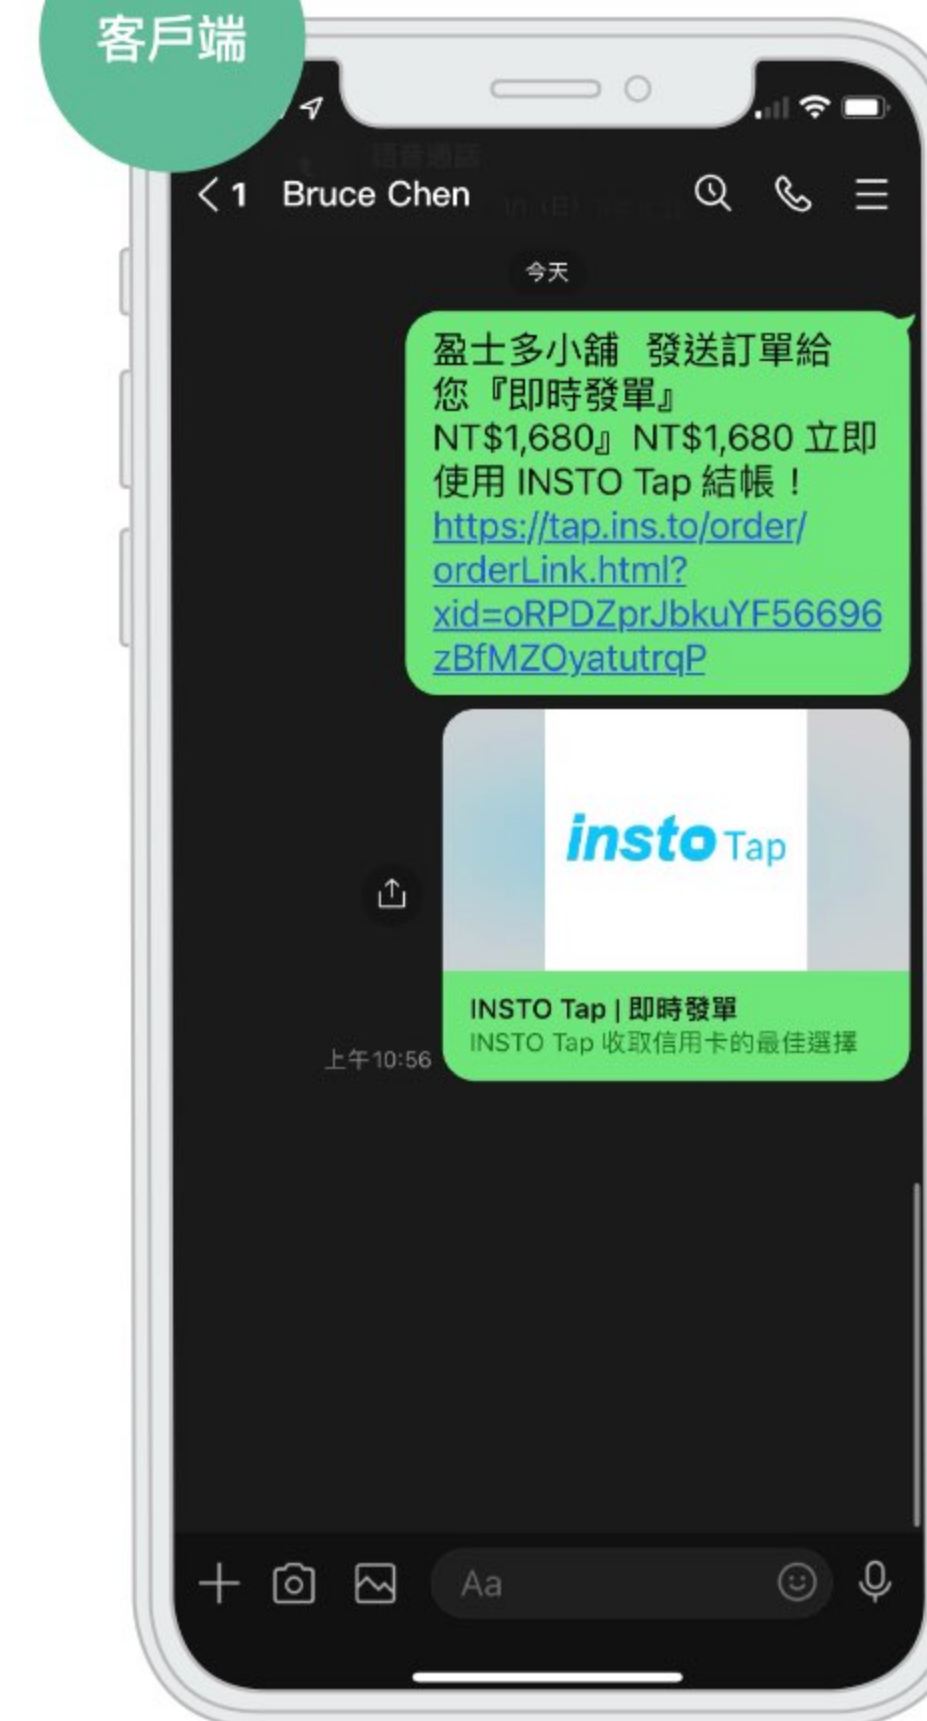 客戶端
1 Bruce Chen
今天
盈士多小舖 發送訂單給
您『即時發單』
NT$1,680』NT$1,680 立即
使用 INSTO Tap 結帳！
https://tap.ins.to/order/
orderLink.html?
xid=oRPDZprJbkuYF56696
zBfMZOyatutrqP
insto Tap
INSTO Tap | 即時發單
INSTO Tap 收取信用卡的最佳選擇
上午10:56
Aa